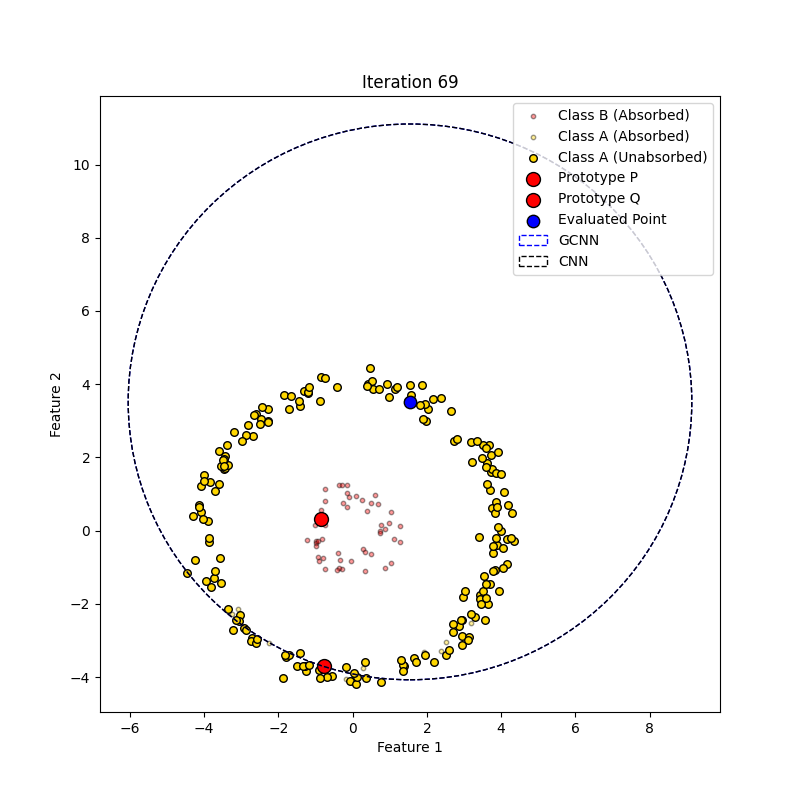 Iteration 69
Class B (Absorbed)
Class A (Absorbed)
Class A (Unabsorbed)
Prototype P
Prototype Q
Evaluated Point
GCNN
CNN
Feature 2
10
8
6
4
2
0
−2
−4
−6 −4 −2 0 2 4 6 8
Feature 1